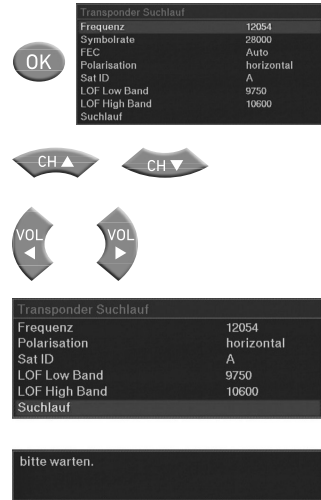 OK
Transponder Suchlauf
Frequenz 12054
Symbolrate 28000
FEC Auto
Polarisation horizontal
Sat ID A
LOF Low Band 9750
LOF High Band 10600
Suchlauf
CH ▲
CH ▼
VOL ◀
VOL ▶
Transponder Suchlauf
Frequenz 12054
Polarisation horizontal
Sat ID A
LOF Low Band 9750
LOF High Band 10600
Suchlauf
bitte warten.